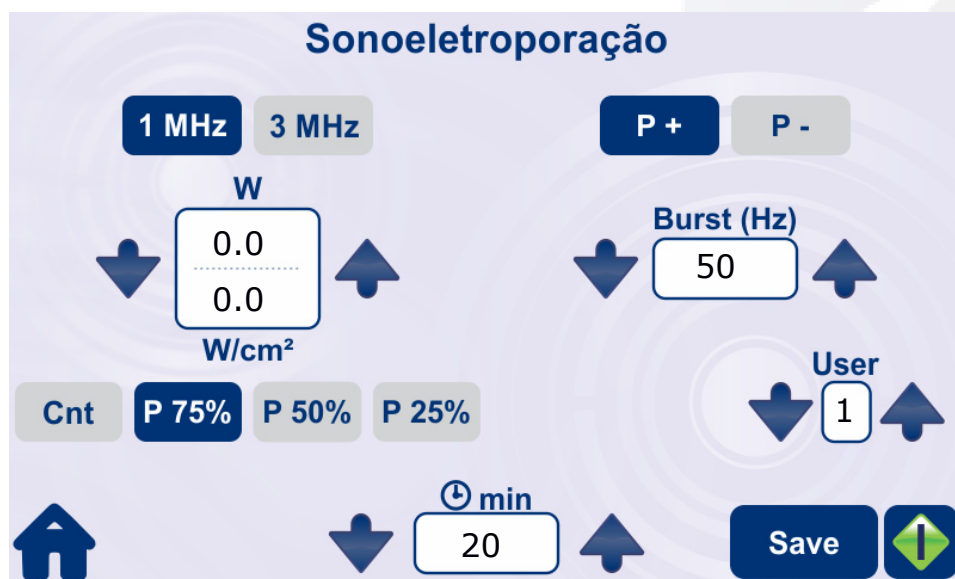 Sonoeletroporação
1 MHz 3 MHz P + P -
W
0.0
0.0
W/cm²
Burst (Hz)
50
User
1
Cnt P 75% P 50% P 25%
min
20
Save